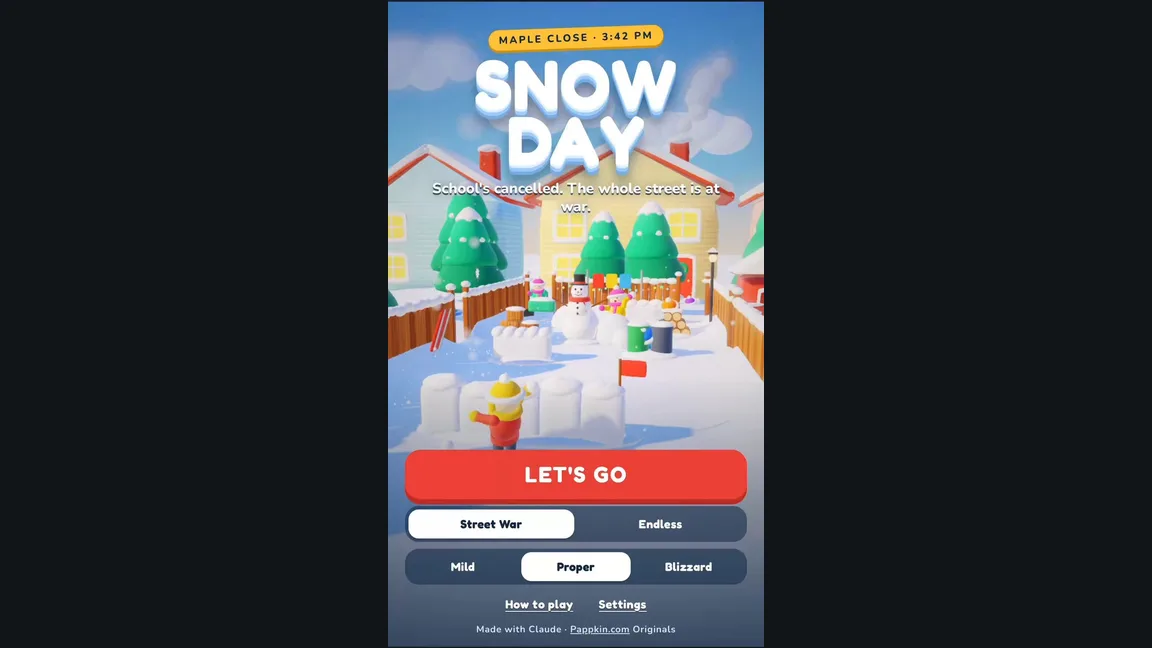 MAPLE CLOSE · 3:42 PM
SNOW
DAY
School's cancelled. The whole street is at
war.
LET'S GO
Street War Endless
Mild Proper Blizzard
How to play Settings
Made with Claude · Pappkin.com Originals